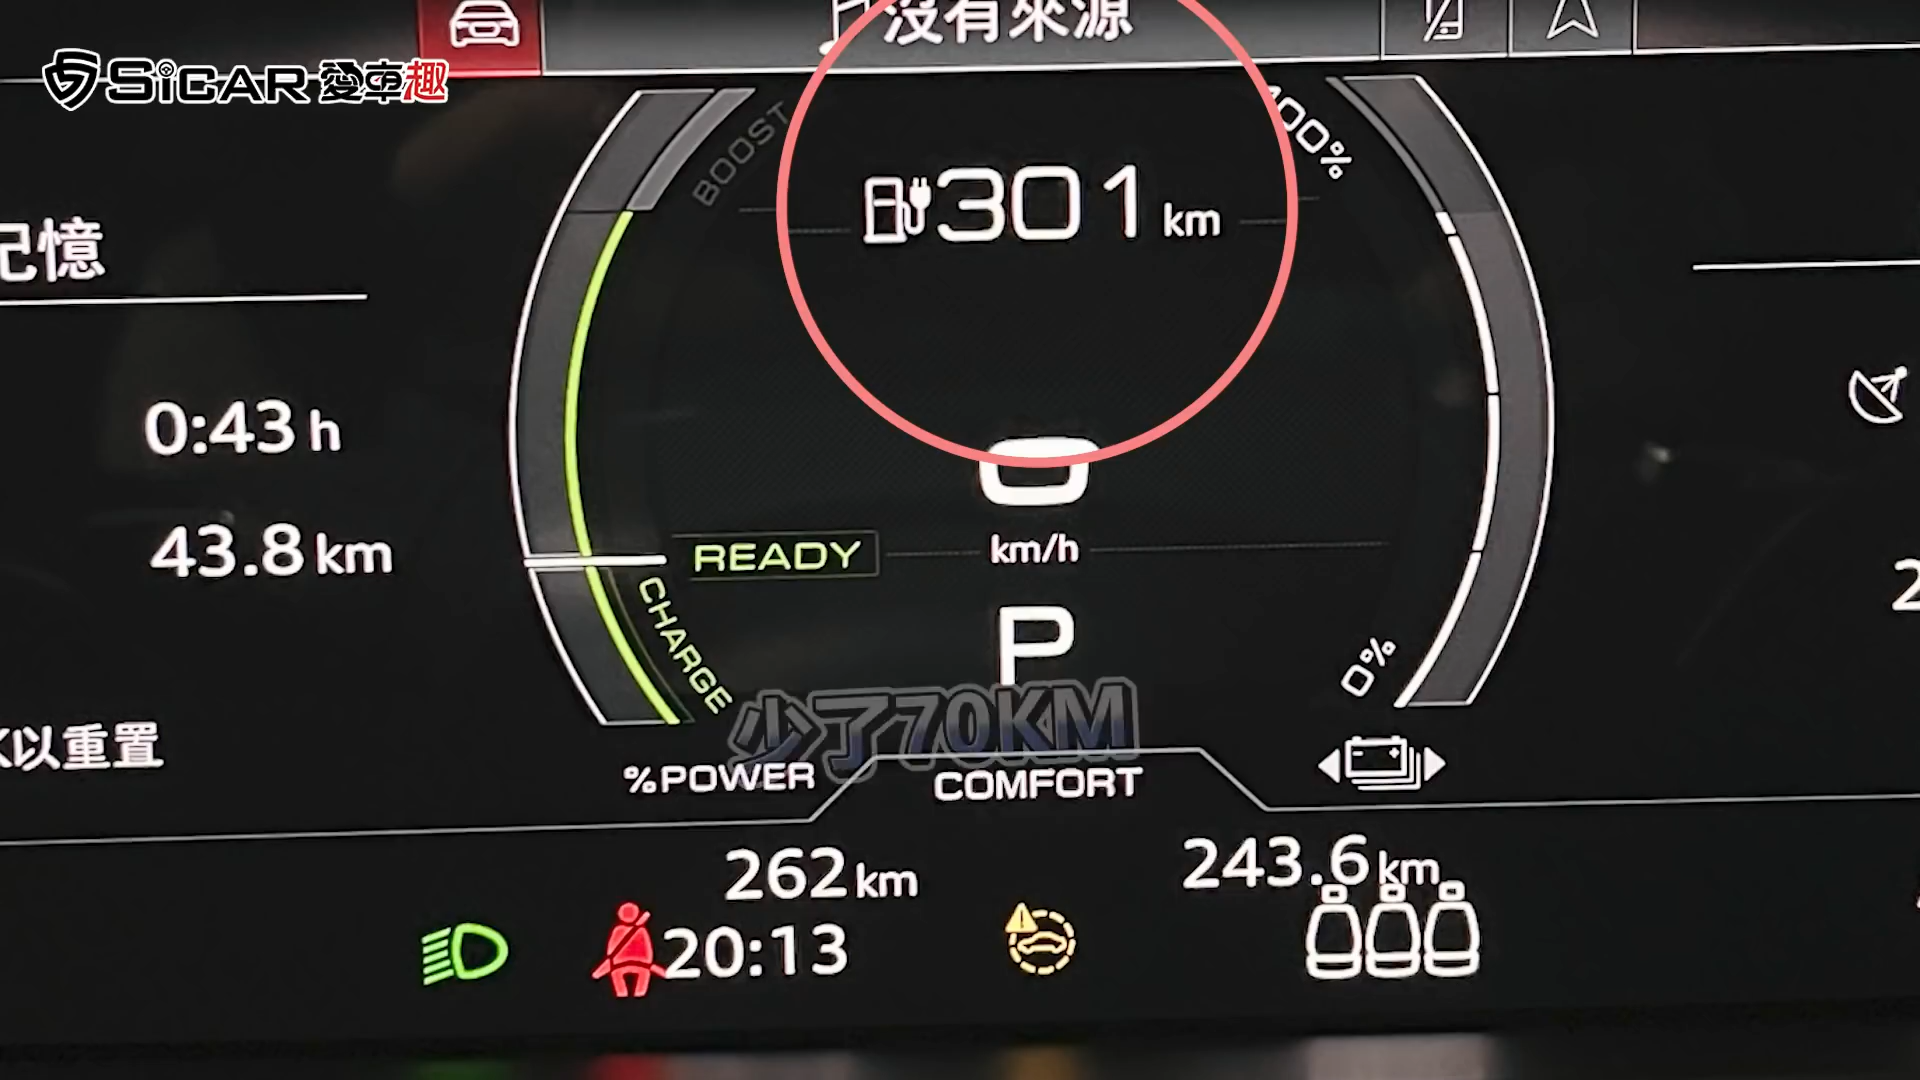 沒有來源
SiCAR 愛車趣
BOOST
100%
301 km
記憶
0:43 h
43.8 km
0
km/h
READY
CHARGE
P
0%
少了70KM
以重置
%POWER
COMFORT
262 km
243.6 km
20:13